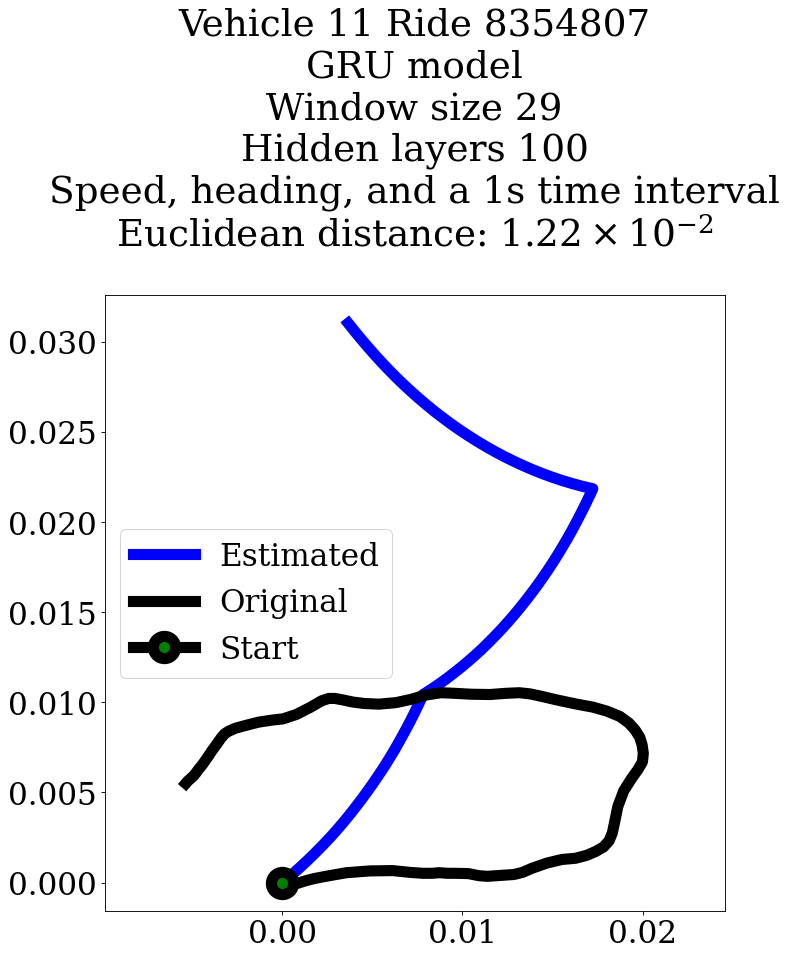 Vehicle 11 Ride 8354807
GRU model
Window size 29
Hidden layers 100
Speed, heading, and a 1s time interval
Euclidean distance: 1.22 × 10⁻²
0.030
0.025
0.020
0.015
0.010
0.005
0.000
Estimated
Original
Start
0.00 0.01 0.02